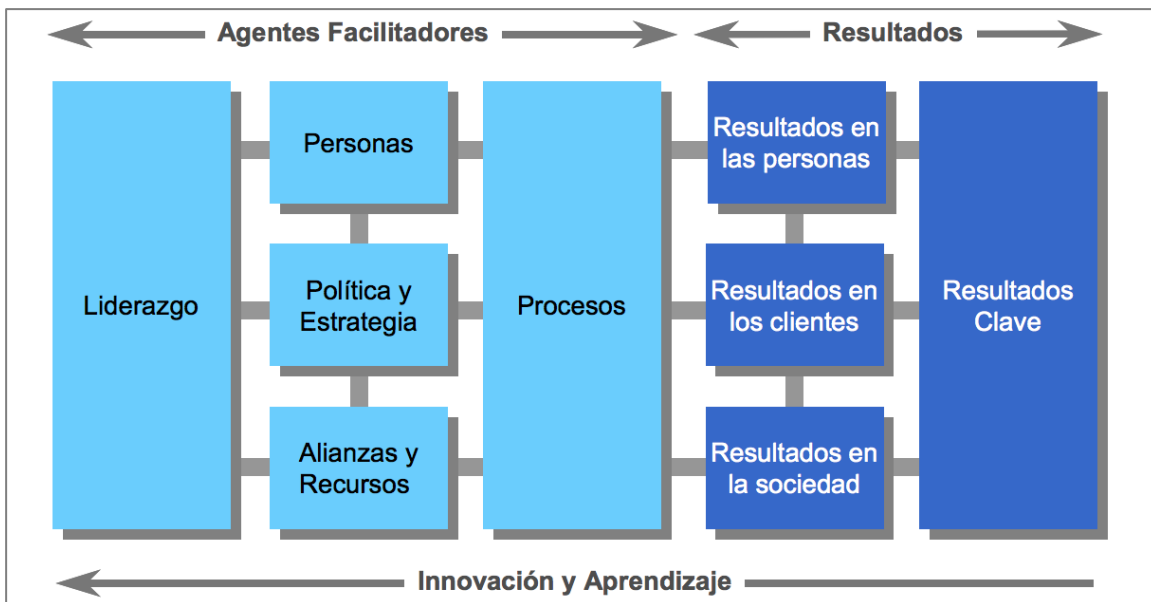 Agentes Facilitadores
Resultados
Liderazgo
Personas
Política y
Estrategia
Alianzas y
Recursos
Procesos
Resultados en
las personas
Resultados en
los clientes
Resultados en
la sociedad
Resultados
Clave
Innovación y Aprendizaje